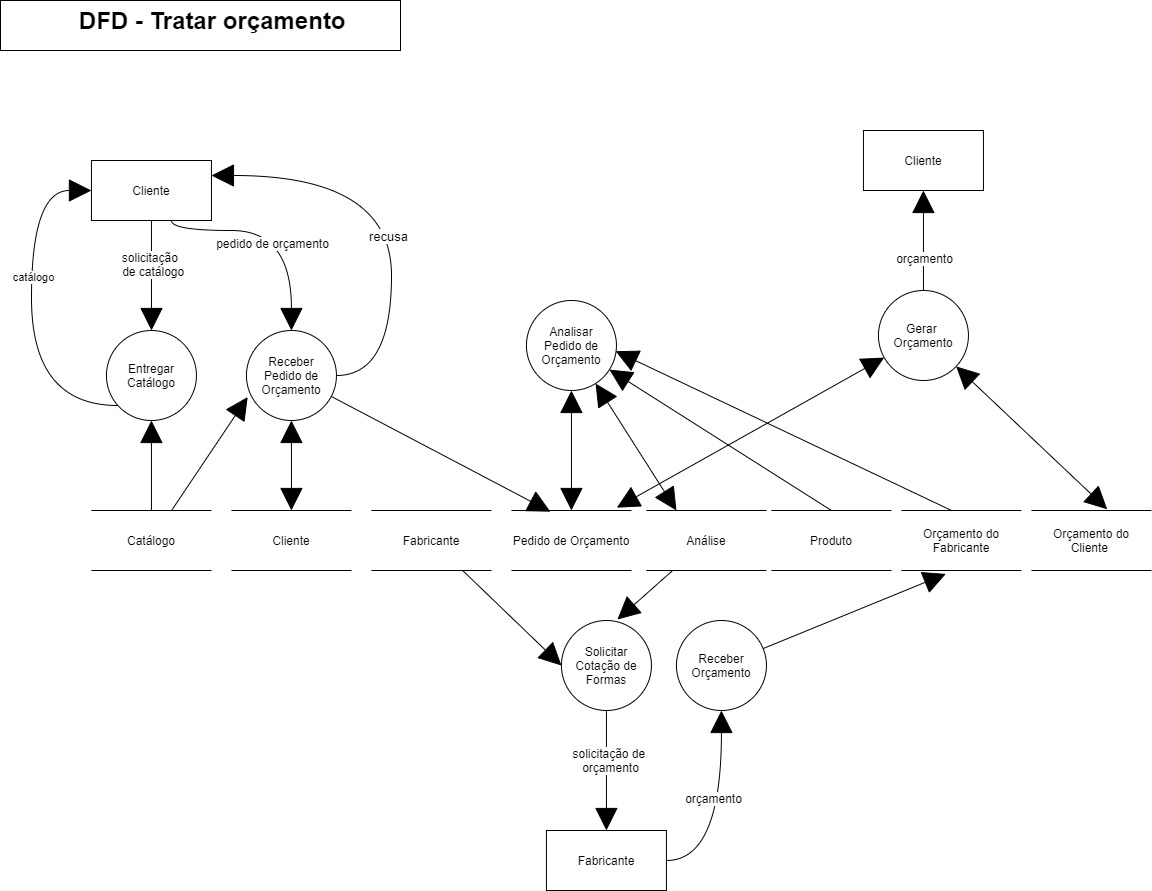 DFD - Tratar orçamento
Cliente
Cliente
pedido de orçamento
recusa
solicitação
de catálogo
orçamento
catálogo
Analisar
Pedido de
Orçamento
Gerar
Orçamento
Entregar
Catálogo
Receber
Pedido de
Orçamento
Catálogo
Cliente
Fabricante
Pedido de Orçamento
Análise
Produto
Orçamento do
Fabricante
Orçamento do
Cliente
Solicitar
Cotação de
Formas
Receber
Orçamento
solicitação de
orçamento
orçamento
Fabricante